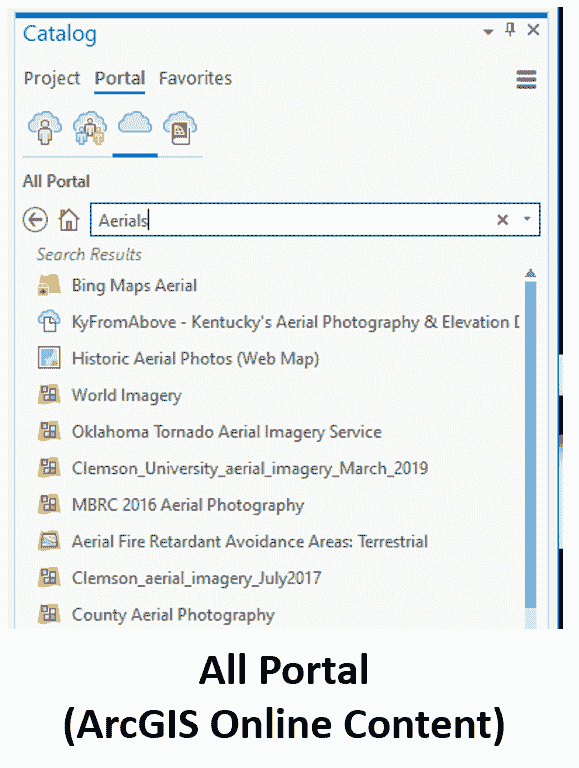 Catalog
Project Portal Favorites
All Portal
Aerials
Search Results
Bing Maps Aerial
KyFromAbove - Kentucky's Aerial Photography & Elevation D
Historic Aerial Photos (Web Map)
World Imagery
Oklahoma Tornado Aerial Imagery Service
Clemson_University_aerial_imagery_March_2019
MBRC 2016 Aerial Photography
Aerial Fire Retardant Avoidance Areas: Terrestrial
Clemson_aerial_imagery_July2017
County Aerial Photography
All Portal
(ArcGIS Online Content)